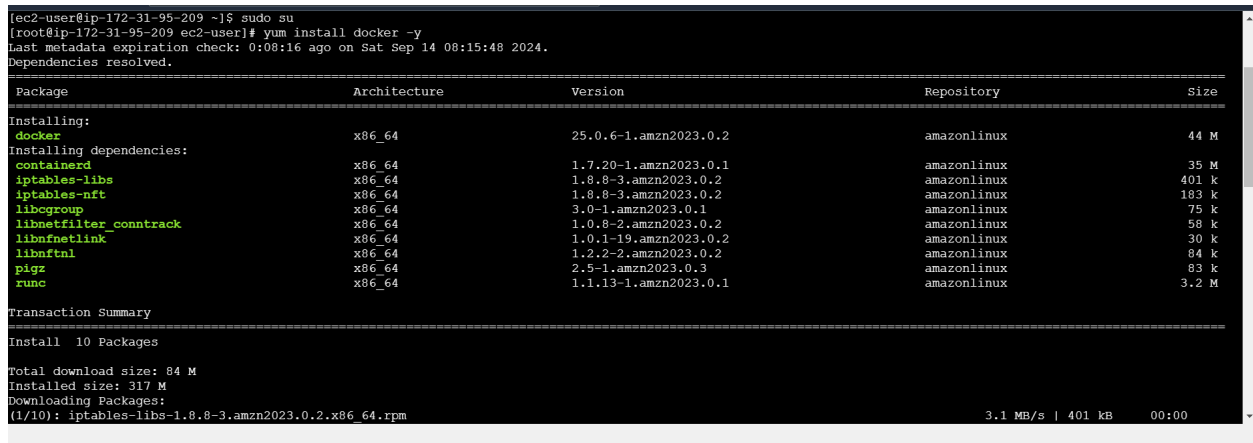 [ec2-user@ip-172-31-95-209 ~]$ sudo su
[root@ip-172-31-95-209 ec2-user]# yum install docker -y
Last metadata expiration check: 0:08:16 ago on Sat Sep 14 08:15:48 2024.
Dependencies resolved.
================================================================================
Package Architecture Version Repository Size
================================================================================
Installing:
docker x86_64 25.0.6-1.amzn2023.0.2 amazonlinux 44 M
Installing dependencies:
containerd x86_64 1.7.20-1.amzn2023.0.1 amazonlinux 35 M
iptables-libs x86_64 1.8.8-3.amzn2023.0.2 amazonlinux 401 k
iptables-nft x86_64 1.8.8-3.amzn2023.0.2 amazonlinux 183 k
libcgroup x86_64 3.0-1.amzn2023.0.1 amazonlinux 75 k
libnetfilter_conntrack x86_64 1.0.8-2.amzn2023.0.2 amazonlinux 58 k
libnfnetlink x86_64 1.0.1-19.amzn2023.0.2 amazonlinux 30 k
libnftnl x86_64 1.2.2-2.amzn2023.0.2 amazonlinux 84 k
pigz x86_64 2.5-1.amzn2023.0.3 amazonlinux 83 k
runc x86_64 1.1.13-1.amzn2023.0.1 amazonlinux 3.2 M
Transaction Summary
================================================================================
Install 10 Packages
Total download size: 84 M
Installed size: 317 M
Downloading Packages:
(1/10): iptables-libs-1.8.8-3.amzn2023.0.2.x86_64.rpm 3.1 MB/s | 401 kB 00:00